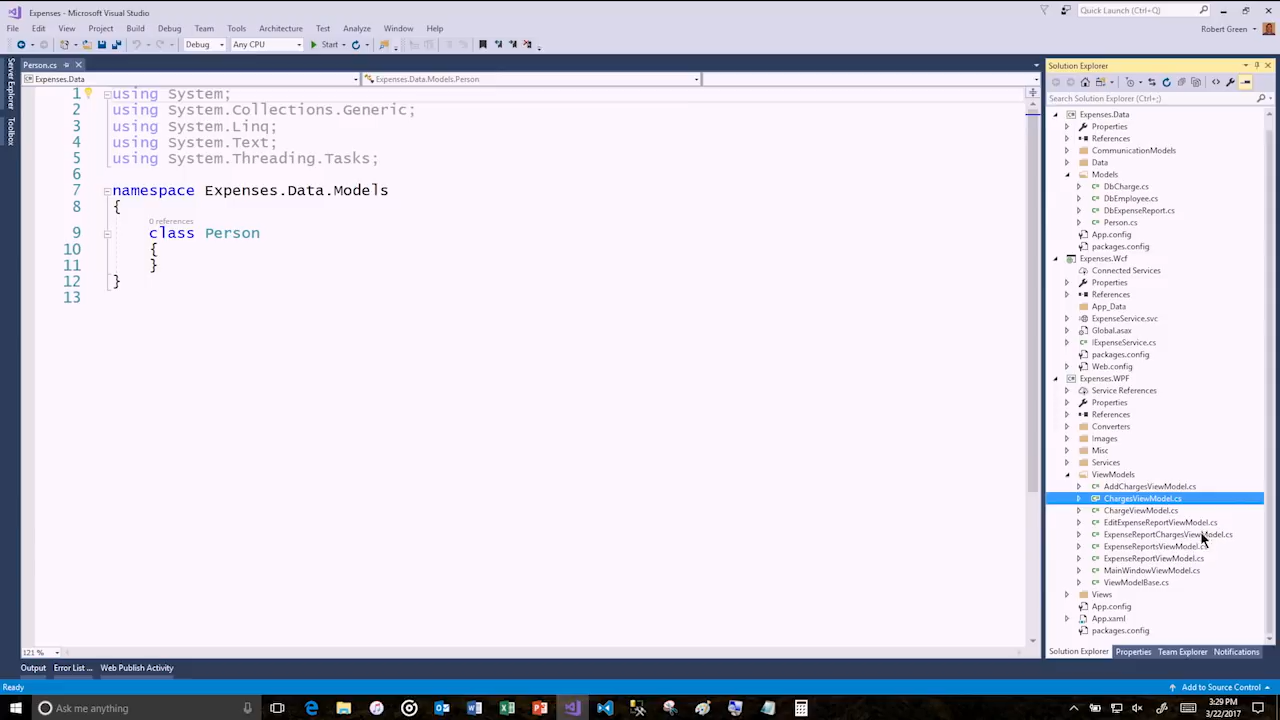 Expenses - Microsoft Visual Studio
Quick Launch (Ctrl+Q)
File Edit View Project Build Debug Team Tools Architecture Test Analyze Window Help
Robert Green
Debug Any CPU Start
Server Explorer
Toolbox
Person.cs
Expenses.Data
Expenses.Data.Models.Person
1 using System;
2 using System.Collections.Generic;
3 using System.Linq;
4 using System.Text;
5 using System.Threading.Tasks;
6
7 namespace Expenses.Data.Models
8 {
0 references
9 class Person
10 {
11 }
12 }
13
121 %
Solution Explorer
Search Solution Explorer (Ctrl+;)
Expenses.Data
Properties
References
CommunicationModels
Data
Models
DbCharge.cs
DbEmployee.cs
DbExpenseReport.cs
Person.cs
App.config
packages.config
Expenses.Wcf
Connected Services
Properties
References
App_Data
ExpenseService.svc
Global.asax
IExpenseService.cs
packages.config
Web.config
Expenses.WPF
Service References
Properties
References
Converters
Images
Misc
Services
ViewModels
AddChargesViewModel.cs
ChargesViewModel.cs
ChargeViewModel.cs
EditExpenseReportViewModel.cs
ExpenseReportChargesViewModel.cs
ExpenseReportsViewModel.cs
ExpenseReportViewModel.cs
MainWindowViewModel.cs
ViewModelBase.cs
Views
App.config
App.xaml
packages.config
Solution Explorer Properties Team Explorer Notifications
Output Error List ... Web Publish Activity
Ready
Add to Source Control
Ask me anything
3:29 PM
3/22/2017